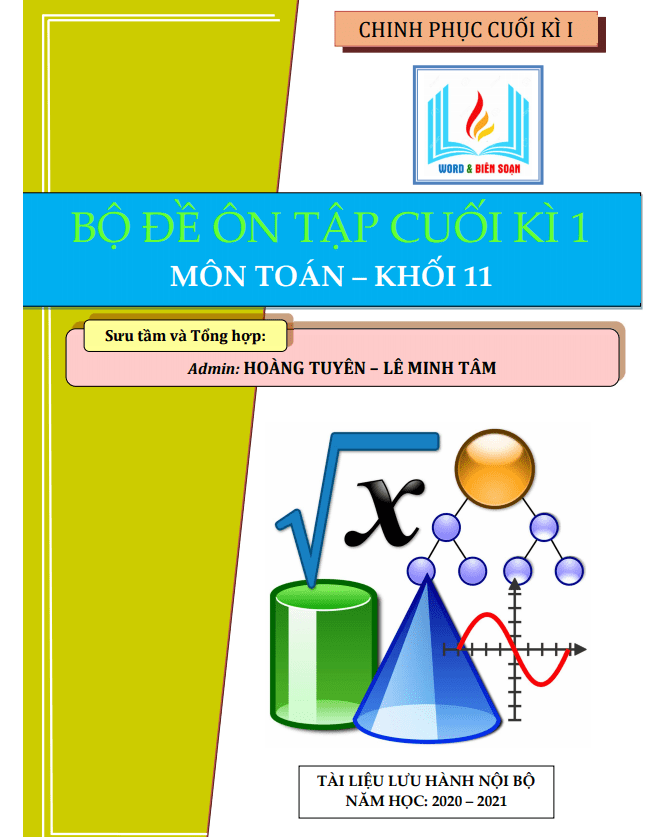 CHINH PHỤC CUỐI KÌ I
WORD & BIÊN SOẠN
BỘ ĐỀ ÔN TẬP CUỐI KÌ 1
MÔN TOÁN – KHỐI 11
Sưu tầm và Tổng hợp:
Admin: HOÀNG TUYÊN – LÊ MINH TÂM
x
TÀI LIỆU LƯU HÀNH NỘI BỘ
NĂM HỌC: 2020 – 2021